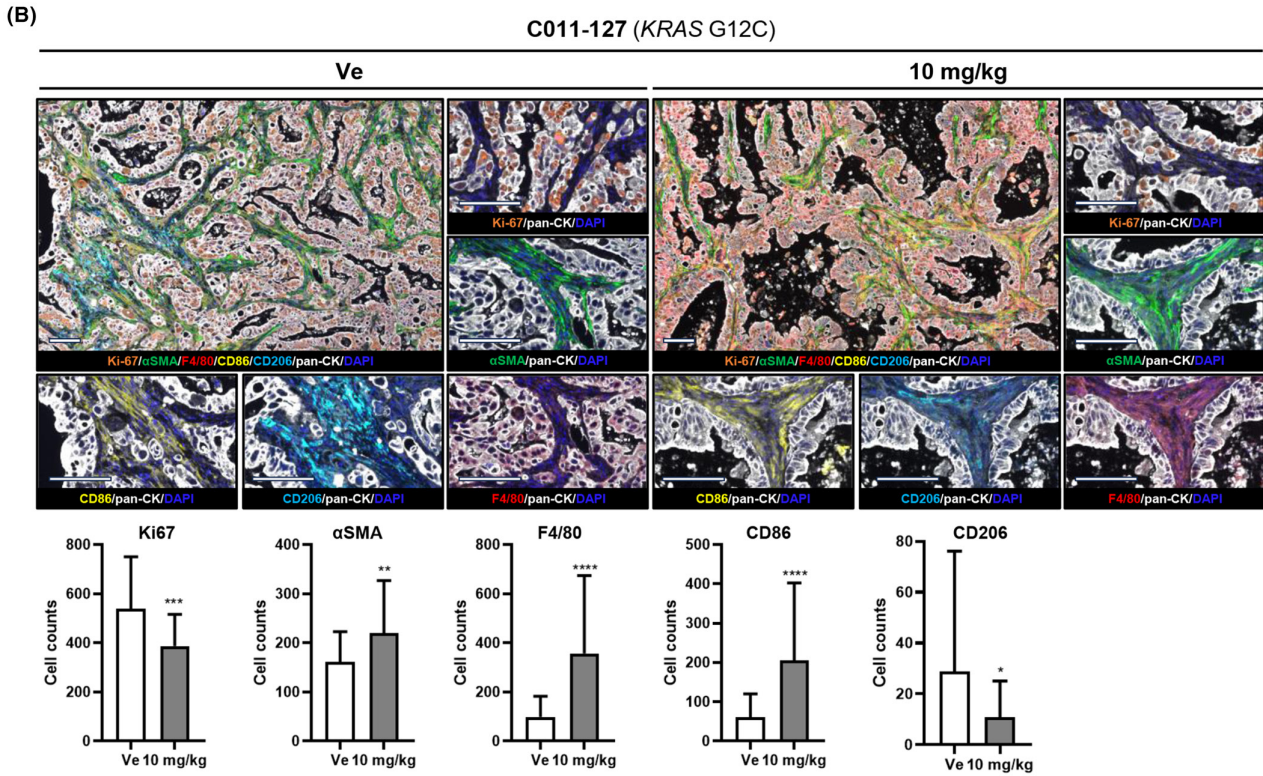 (B)
C011-127 (KRAS G12C)
Ve
10 mg/kg
Ki-67/pan-CK/DAPI
Ki-67/pan-CK/DAPI
Ki-67/αSMA/F4/80/CD86/CD206/pan-CK/DAPI
αSMA/pan-CK/DAPI
Ki-67/αSMA/F4/80/CD86/CD206/pan-CK/DAPI
αSMA/pan-CK/DAPI
CD86/pan-CK/DAPI
CD206/pan-CK/DAPI
F4/80/pan-CK/DAPI
CD86/pan-CK/DAPI
CD206/pan-CK/DAPI
F4/80/pan-CK/DAPI
Ki67
Cell counts
800
600
400
200
0
***
Ve 10 mg/kg
αSMA
Cell counts
400
300
200
100
0
**
Ve 10 mg/kg
F4/80
Cell counts
800
600
400
200
0
****
Ve 10 mg/kg
CD86
Cell counts
500
400
300
200
100
0
****
Ve 10 mg/kg
CD206
Cell counts
80
60
40
20
0
*
Ve 10 mg/kg